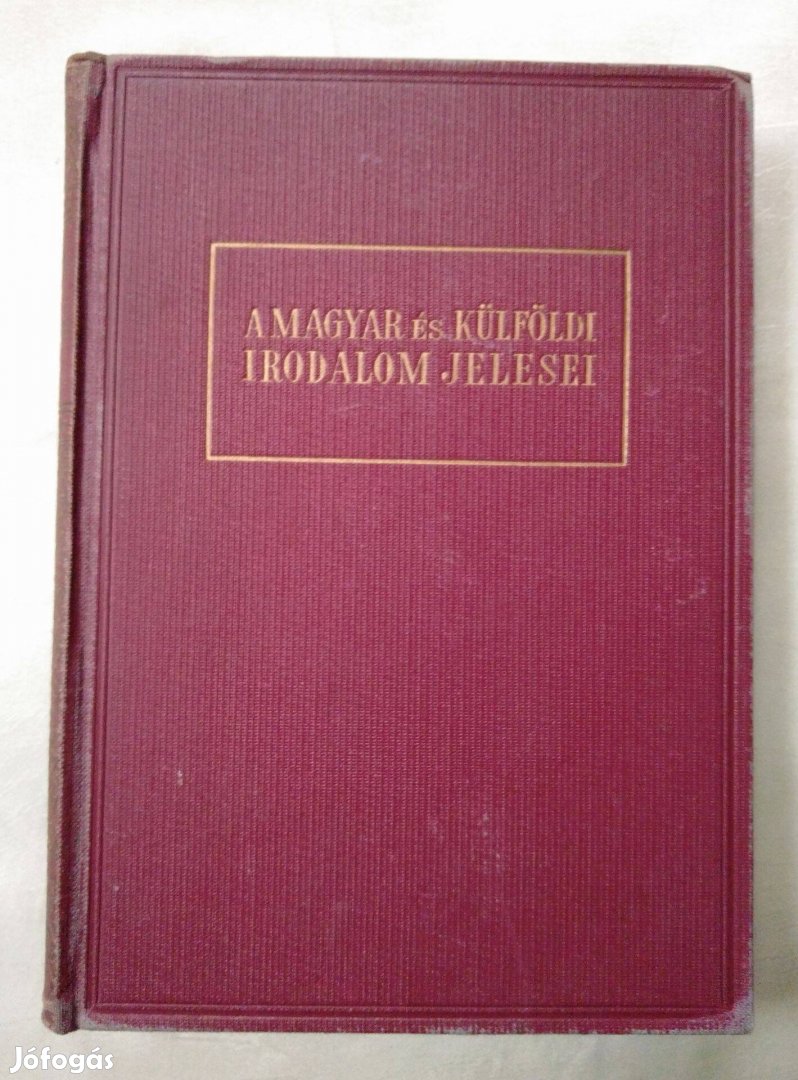 A MAGYAR ÉS KÜLFÖLDI
IRODALOM JELESEI
Jófogás